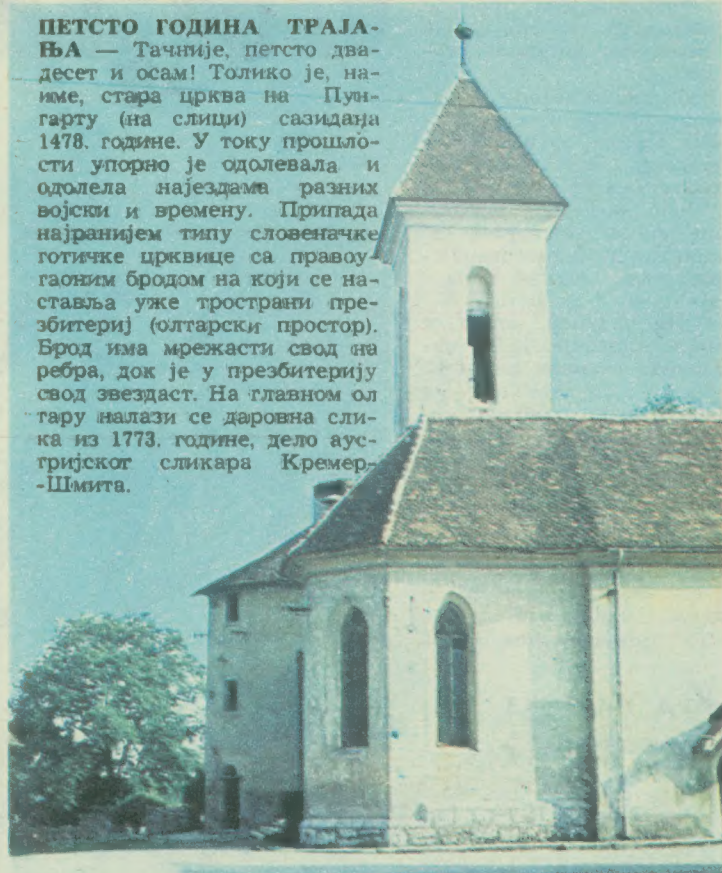 ПЕТСТО ГОДИНА ТРАЈА-
ЊА — Тачније, петсто два-
десет и осам! Толико је, на-
име, стара црква на Пун-
гарту (на слици) сазидана
1478. године. У току прошло-
сти упорно је одолевала и
одолела најездама разних
војски и времену. Припада
најранијем типу словеначке
готичке црквице са правоу-
гаоним бродом на који се на-
ставља уже тространи пре-
збитериј (олтарски простор).
Брод има мрежасти свод на
ребра, док је у презбитерију
свод звездаст. На главном ол
тару налази се даровна сли-
ка из 1773. године, дело аус-
тријског сликара Кремер-
-Шмита.